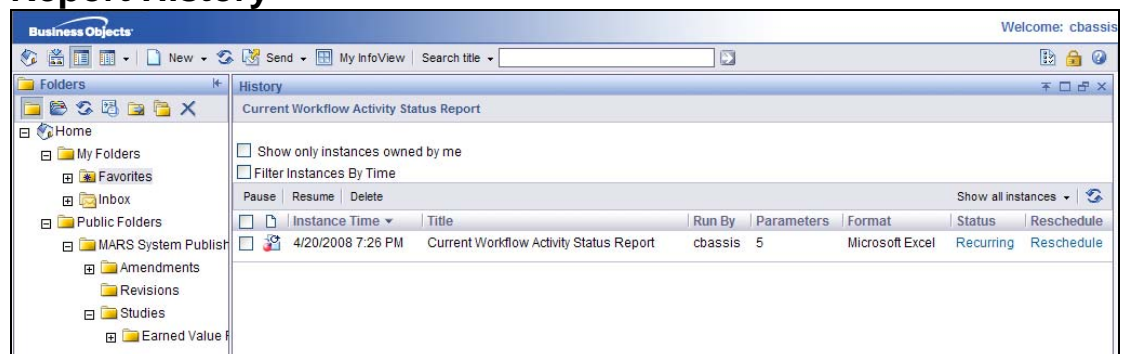 Report History
Business Objects
Welcome: cbassis
New Send My InfoView Search title
Folders
History
Current Workflow Activity Status Report
Home
My Folders
Favorites
Inbox
Public Folders
MARS System Publish
Amendments
Revisions
Studies
Earned Value
Show only instances owned by me
Filter Instances By Time
Pause Resume Delete Show all instances
Instance Time Title Run By Parameters Format Status Reschedule
4/20/2008 7:26 PM Current Workflow Activity Status Report cbassis 5 Microsoft Excel Recurring Reschedule